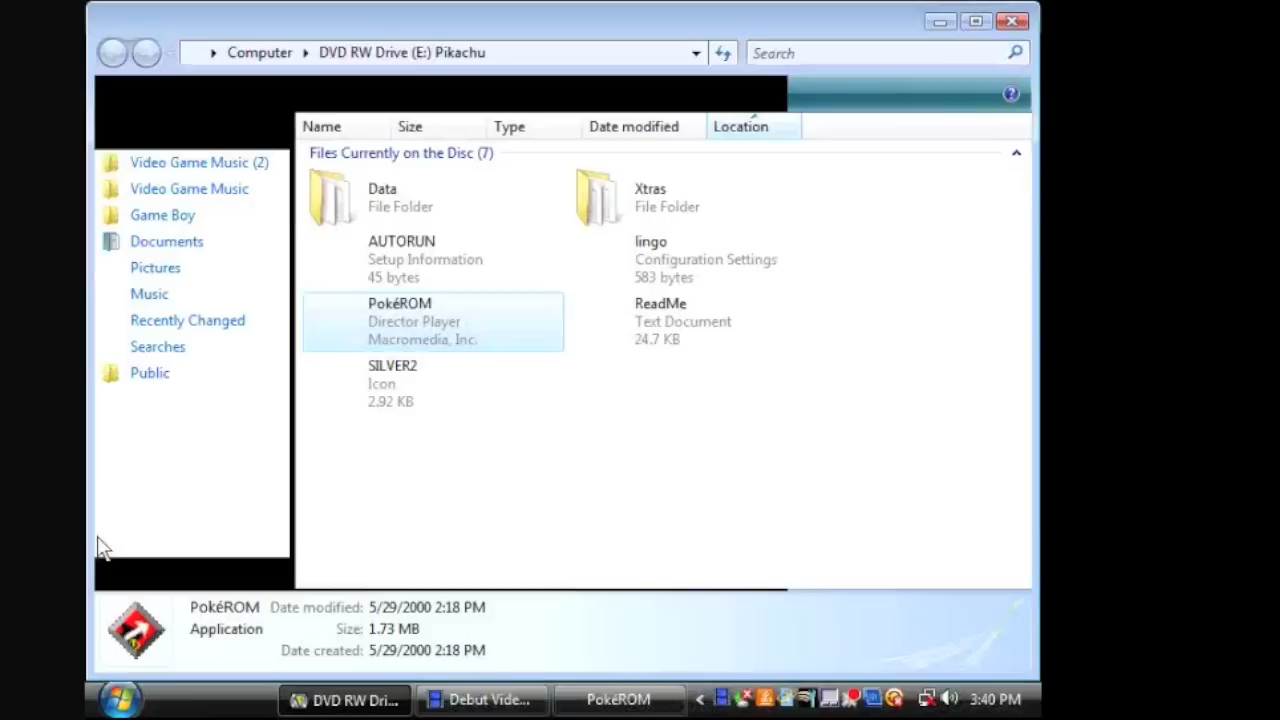 Computer DVD RW Drive (E:) Pikachu Search
Name Size Type Date modified Location
Files Currently on the Disc (7)
Video Game Music (2)
Video Game Music
Game Boy
Documents
Pictures
Music
Recently Changed
Searches
Public
Data
File Folder
Xtras
File Folder
AUTORUN
Setup Information
45 bytes
lingo
Configuration Settings
583 bytes
PokéROM
Director Player
Macromedia, Inc.
ReadMe
Text Document
24.7 KB
SILVER2
Icon
2.92 KB
PokéROM Date modified: 5/29/2000 2:18 PM
Application Size: 1.73 MB
Date created: 5/29/2000 2:18 PM
DVD RW Dri... Debut Vide... PokéROM 3:40 PM